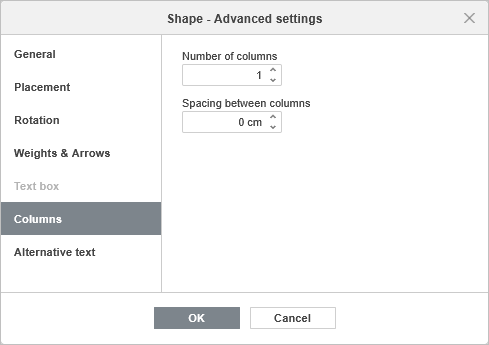 Shape - Advanced settings
General
Placement
Rotation
Weights & Arrows
Text box
Columns
Alternative text
Number of columns
1
Spacing between columns
0 cm
OK
Cancel